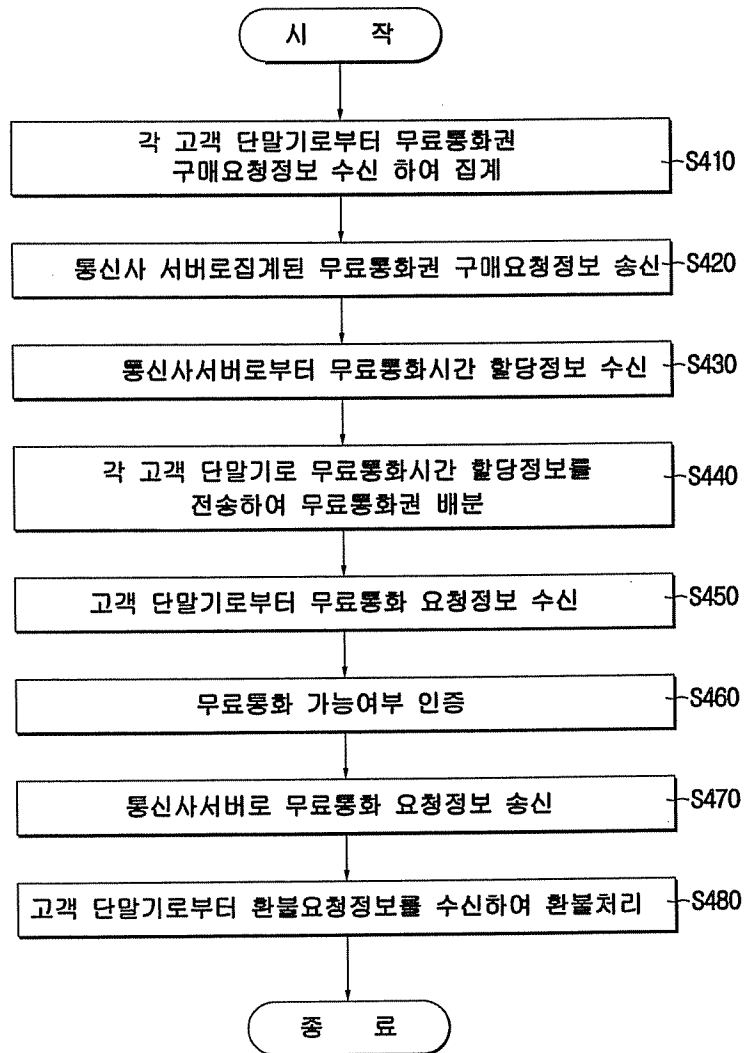 시 작
각 고객 단말기로부터 무료통화권
구매요청정보 수신 하여 집계
S410
통신사 서버로집계된 무료통화권 구매요청정보 송신
S420
통신사서버로부터 무료통화시간 할당정보 수신
S430
각 고객 단말기로 무료통화시간 할당정보를
전송하여 무료통화권 배분
S440
고객 단말기로부터 무료통화 요청정보 수신
S450
무료통화 가능여부 인증
S460
통신사서버로 무료통화 요청정보 송신
S470
고객 단말기로부터 환불요청정보를 수신하여 환불처리
S480
종 료